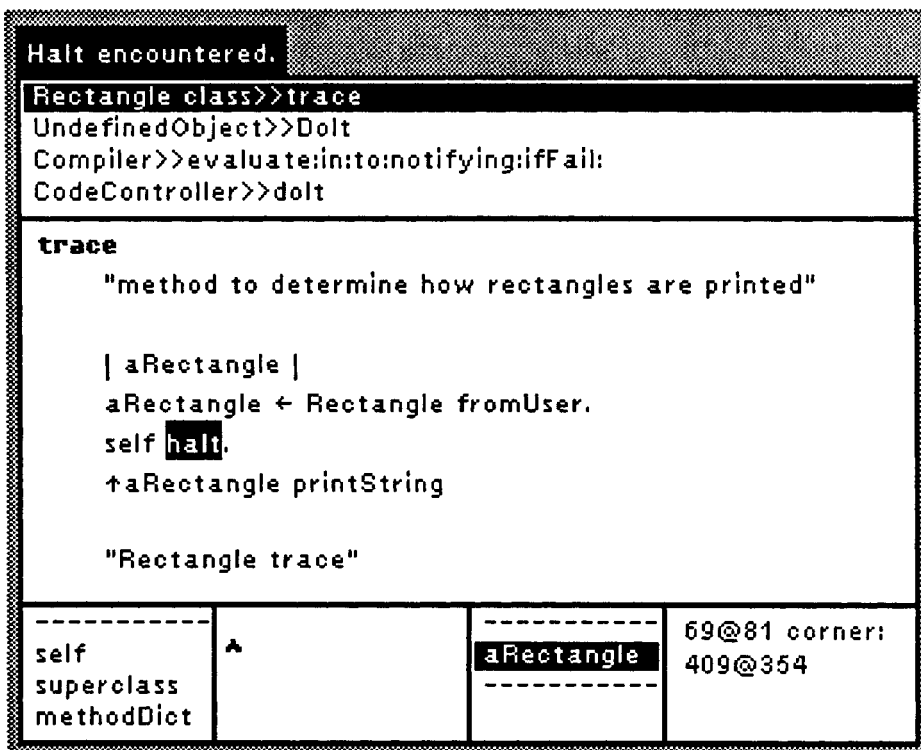 Halt encountered.
Rectangle class>>trace
UndefinedObject>>DoIt
Compiler>>evaluate:in:to:notifying:ifFail:
CodeController>>doIt
trace
"method to determine how rectangles are printed"
| aRectangle |
aRectangle ← Rectangle fromUser.
self halt.
↑aRectangle printString
"Rectangle trace"
------------
self
superclass
methodDict
------------
aRectangle
------------
69@81 corner:
409@354